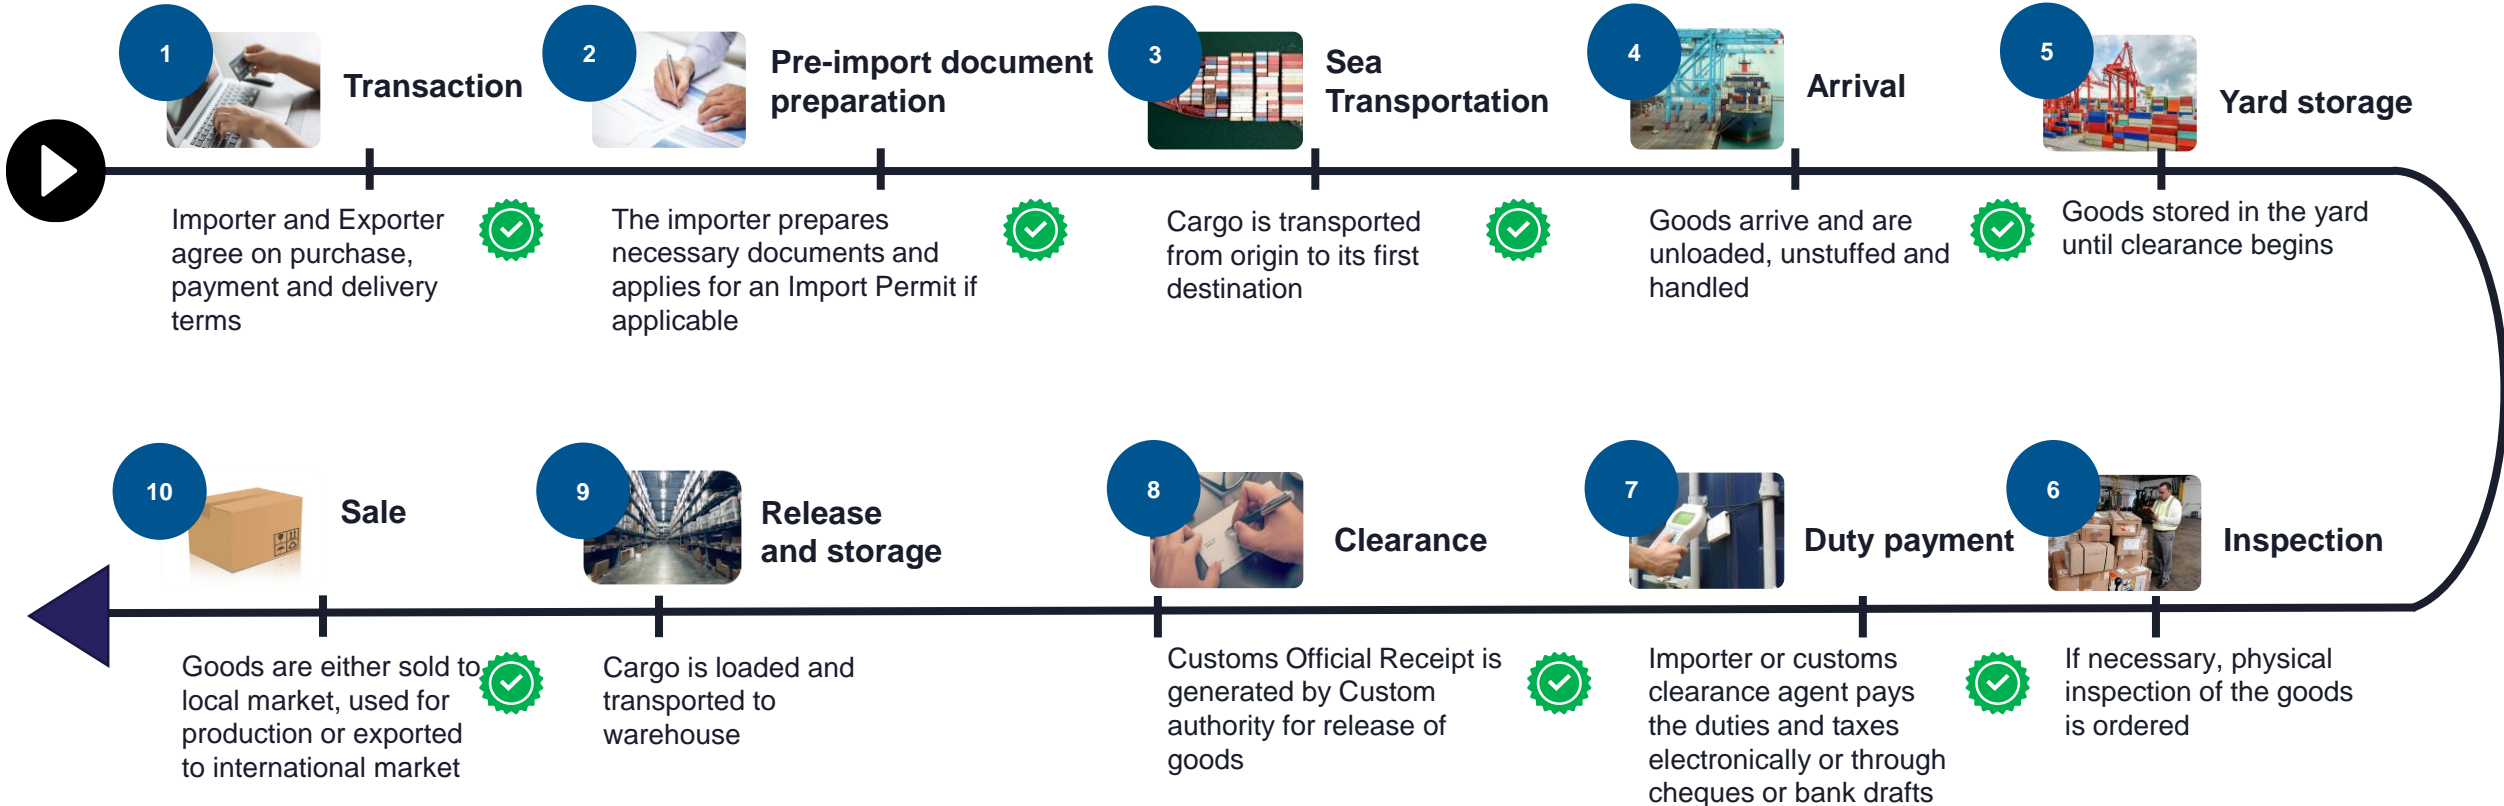 1
Transaction
Importer and Exporter
agree on purchase,
payment and delivery
terms
2
Pre-import document
preparation
The importer prepares
necessary documents and
applies for an Import Permit if
applicable
3
Sea
Transportation
Cargo is transported
from origin to its first
destination
4
Arrival
Goods arrive and are
unloaded, unstuffed and
handled
5
Yard storage
Goods stored in the yard
until clearance begins
6
Inspection
If necessary, physical
inspection of the goods
is ordered
7
Duty payment
Importer or customs
clearance agent pays
the duties and taxes
electronically or through
cheques or bank drafts
8
Clearance
Customs Official Receipt is
generated by Custom
authority for release of
goods
9
Release
and storage
Cargo is loaded and
transported to
warehouse
10
Sale
Goods are either sold to
local market, used for
production or exported
to international market